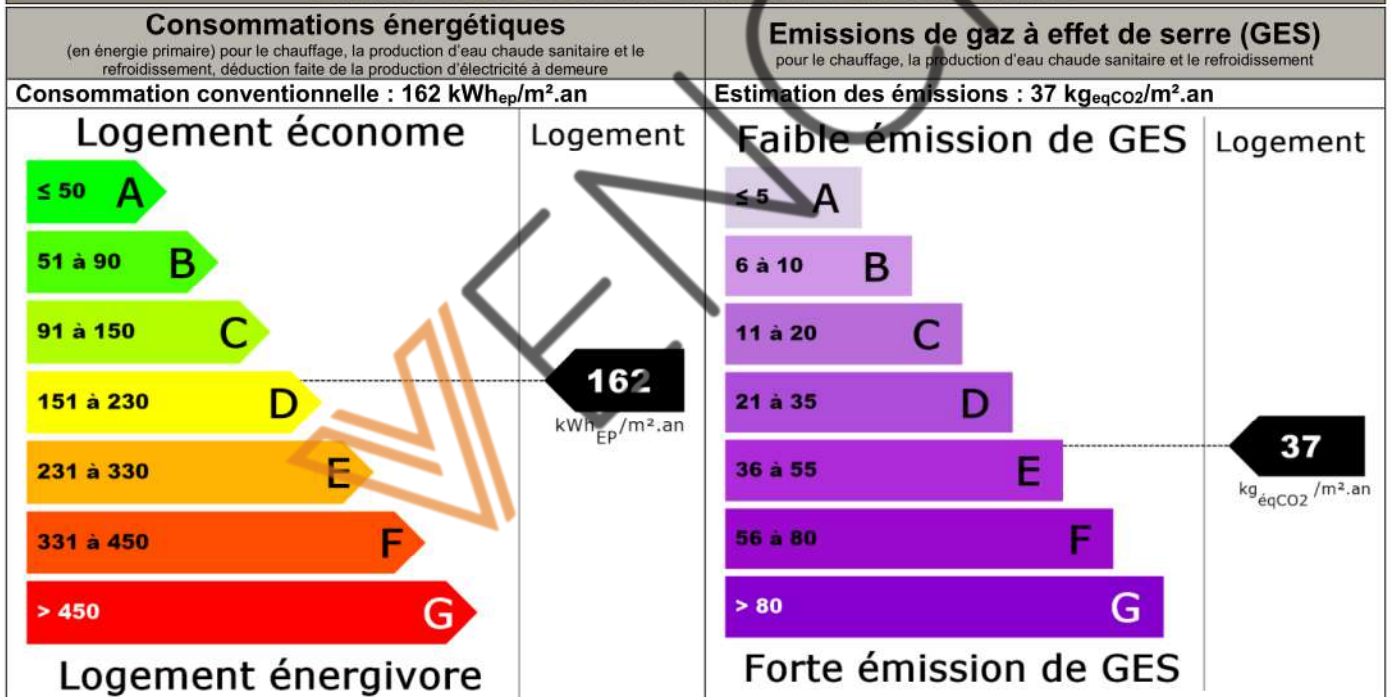 Consommations énergétiques
(en énergie primaire) pour le chauffage, la production d'eau chaude sanitaire et le
refroidissement, déduction faite de la production d'électricité à demeure
Consommation conventionnelle : 162 kWhep/m².an
Logement économe
Logement
≤ 50 A
51 à 90 B
91 à 150 C
151 à 230 D
231 à 330 E
331 à 450 F
> 450 G
162
kWhEP/m².an
Logement énergivore
Emissions de gaz à effet de serre (GES)
pour le chauffage, la production d'eau chaude sanitaire et le refroidissement
Estimation des émissions : 37 kgeqCO2/m².an
Faible émission de GES
Logement
≤ 5 A
6 à 10 B
11 à 20 C
21 à 35 D
36 à 55 E
56 à 80 F
> 80 G
37
kgéqCO2 /m².an
Forte émission de GES